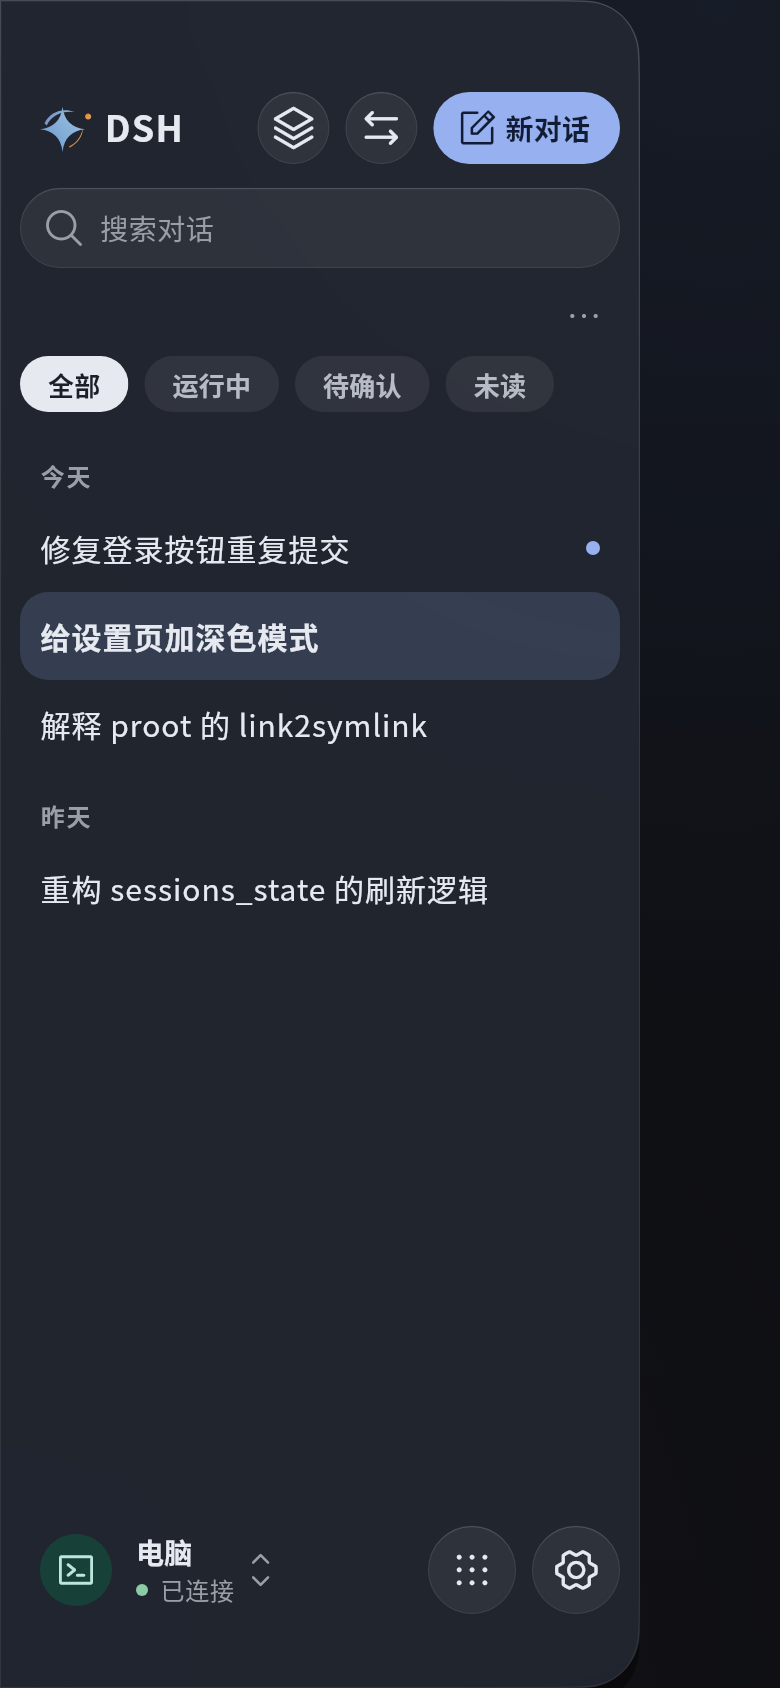 DSH
新对话
搜索对话
...
全部 运行中 待确认 未读
今天
修复登录按钮重复提交
给设置页加深色模式
解释 proot 的 link2symlink
昨天
重构 sessions_state 的刷新逻辑
电脑
已连接